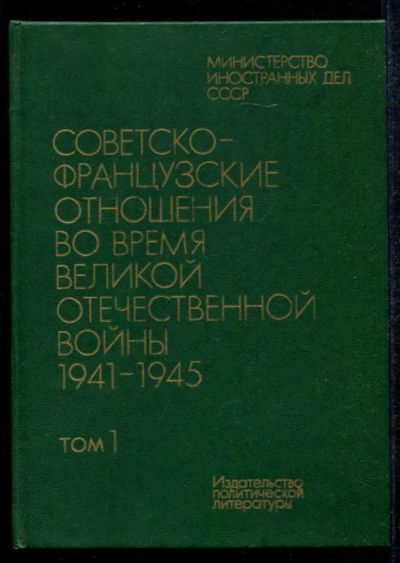 МИНИСТЕРСТВО
ИНОСТРАННЫХ ДЕЛ
СССР
СОВЕТСКО-
ФРАНЦУЗСКИЕ
ОТНОШЕНИЯ
ВО ВРЕМЯ
ВЕЛИКОЙ
ОТЕЧЕСТВЕННОЙ
ВОЙНЫ
1941-1945
ТОМ 1
Издательство
политической
литературы